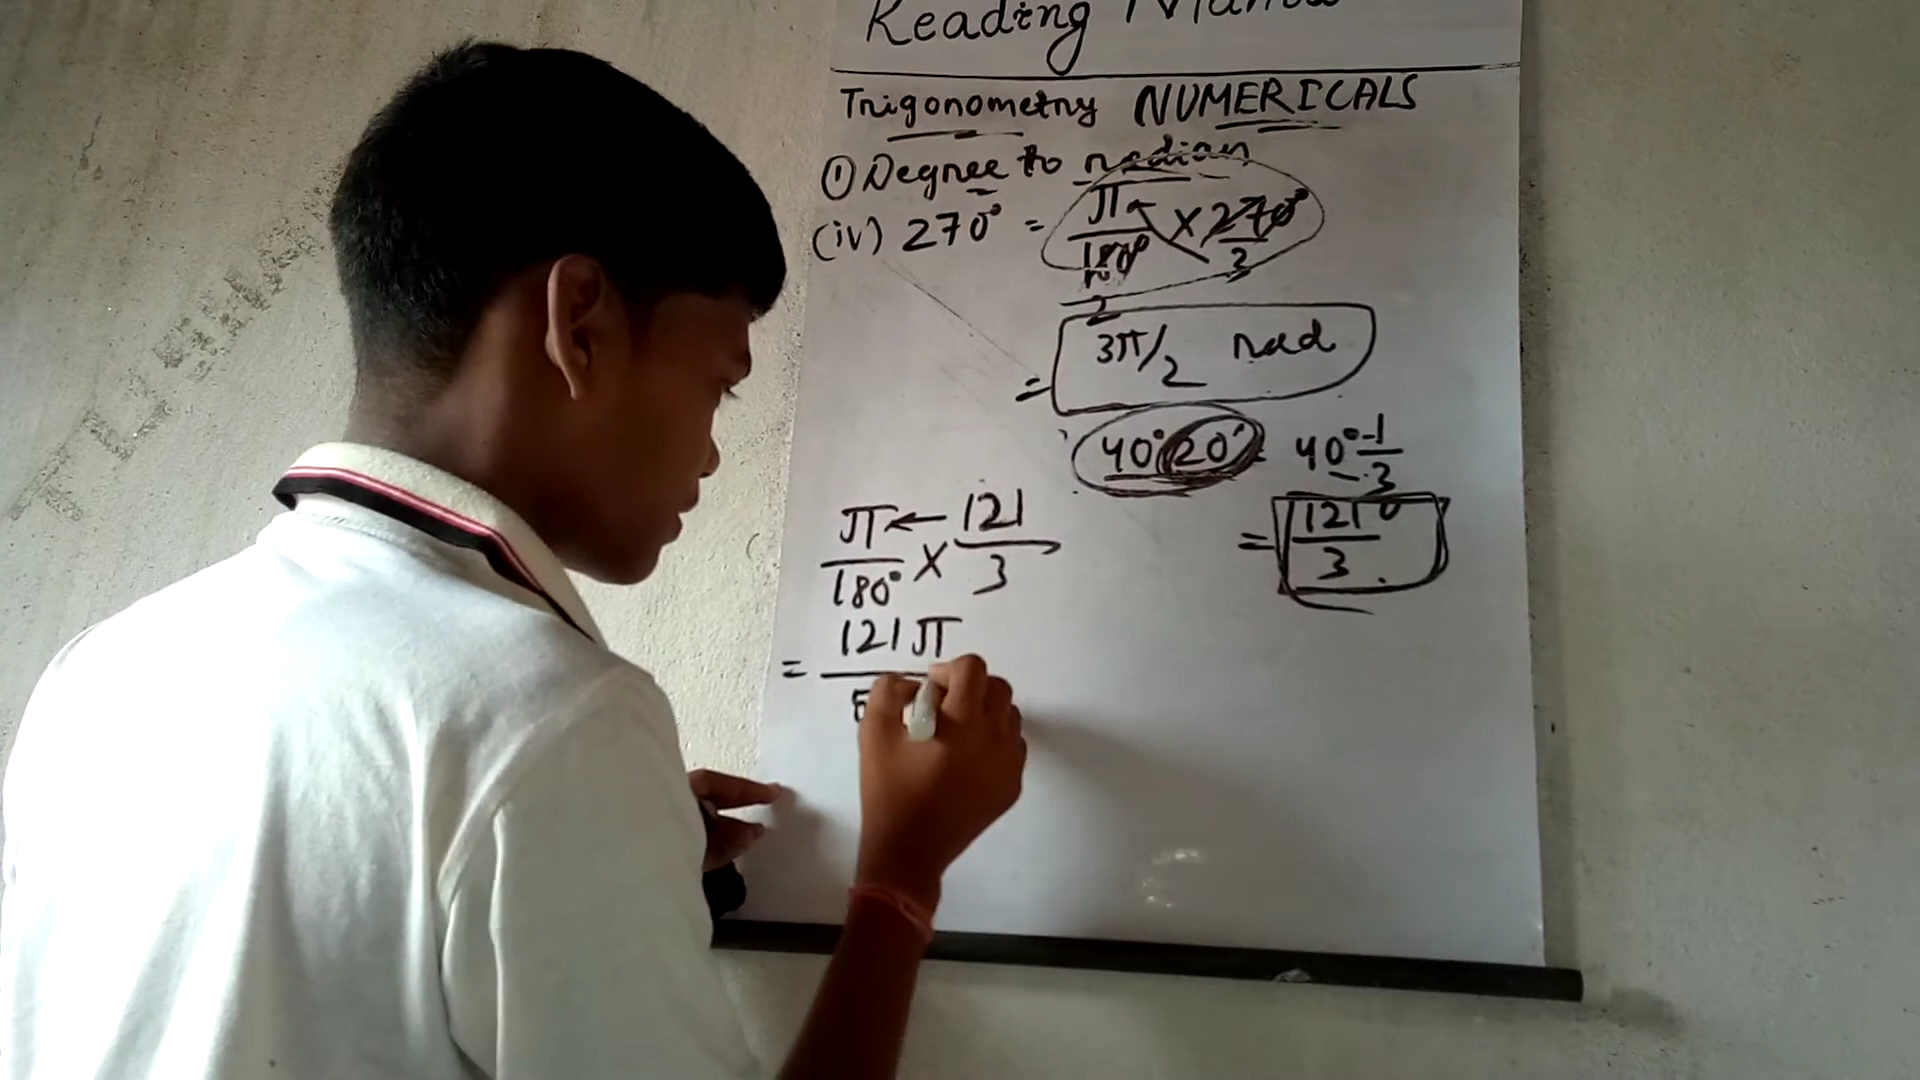 Reading
Trigonometry NUMERICALS
① Degree to radian
(iv) 270° = π/180° × 270°
2
2
= 3π/2 rad
40°20' = 40° 1/3
= 121°/3
π/180° × 121/3
= 121π